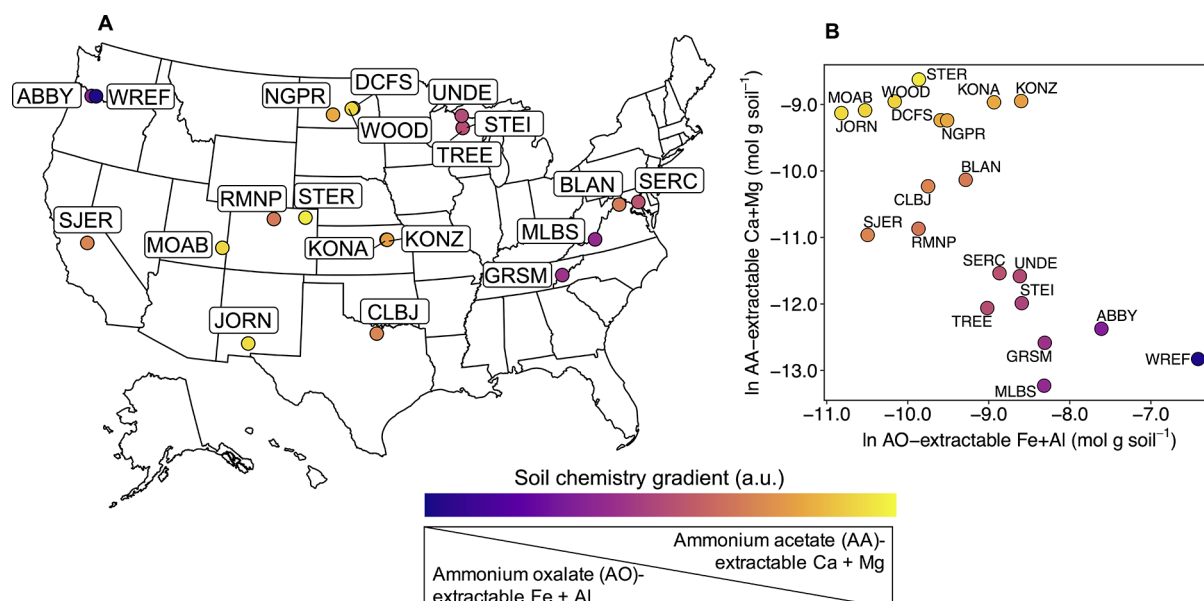 A
ABBY
WREF
NGPR
DCFS
WOOD
UNDE
STEI
TREE
RMNP
STER
BLAN
SERC
SJER
MOAB
KONA
KONZ
MLBS
GRSM
JORN
CLBJ
B
ln AA−extractable Ca+Mg (mol g soil⁻¹)
−9.0
−10.0
−11.0
−12.0
−13.0
STER
MOAB
WOOD
KONA
KONZ
JORN
DCFS
NGPR
BLAN
CLBJ
SJER
RMNP
SERC
UNDE
STEI
TREE
ABBY
GRSM
WREF
MLBS
−11.0 −10.0 −9.0 −8.0 −7.0
ln AO−extractable Fe+Al (mol g soil⁻¹)
Soil chemistry gradient (a.u.)
Ammonium acetate (AA)-
extractable Ca + Mg
Ammonium oxalate (AO)-
extractable Fe + Al